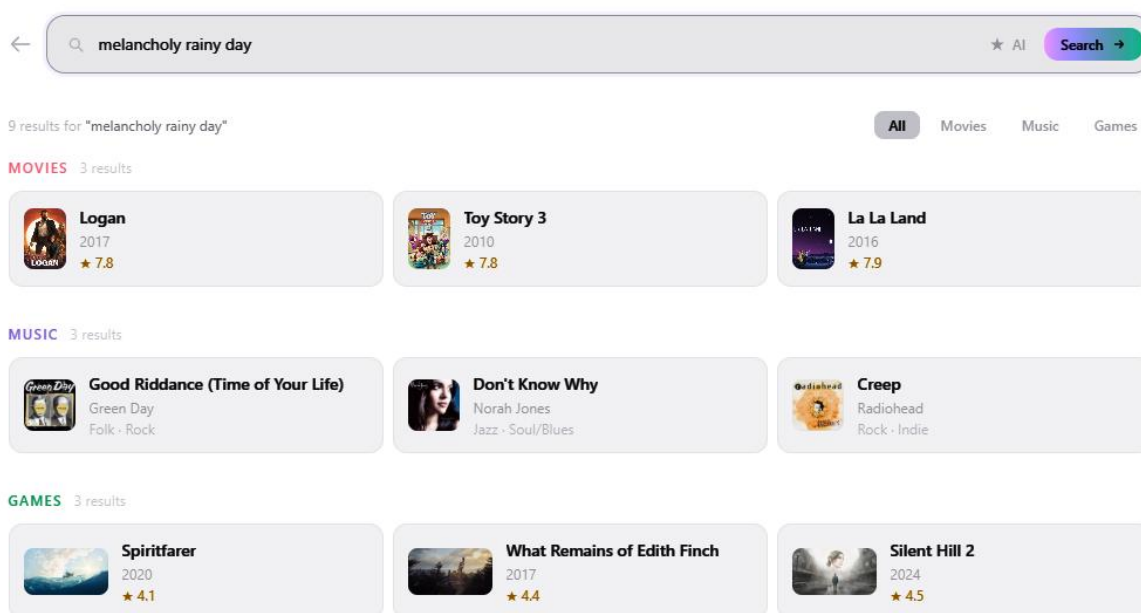 melancholy rainy day
★ AI
Search →
9 results for "melancholy rainy day"
All Movies Music Games
MOVIES 3 results
Logan
2017
★ 7.8
Toy Story 3
2010
★ 7.8
La La Land
2016
★ 7.9
MUSIC 3 results
Good Riddance (Time of Your Life)
Green Day
Folk · Rock
Don't Know Why
Norah Jones
Jazz · Soul/Blues
Creep
Radiohead
Rock · Indie
GAMES 3 results
Spiritfarer
2020
★ 4.1
What Remains of Edith Finch
2017
★ 4.4
Silent Hill 2
2024
★ 4.5
LOGAN
Green Day
Radiohead